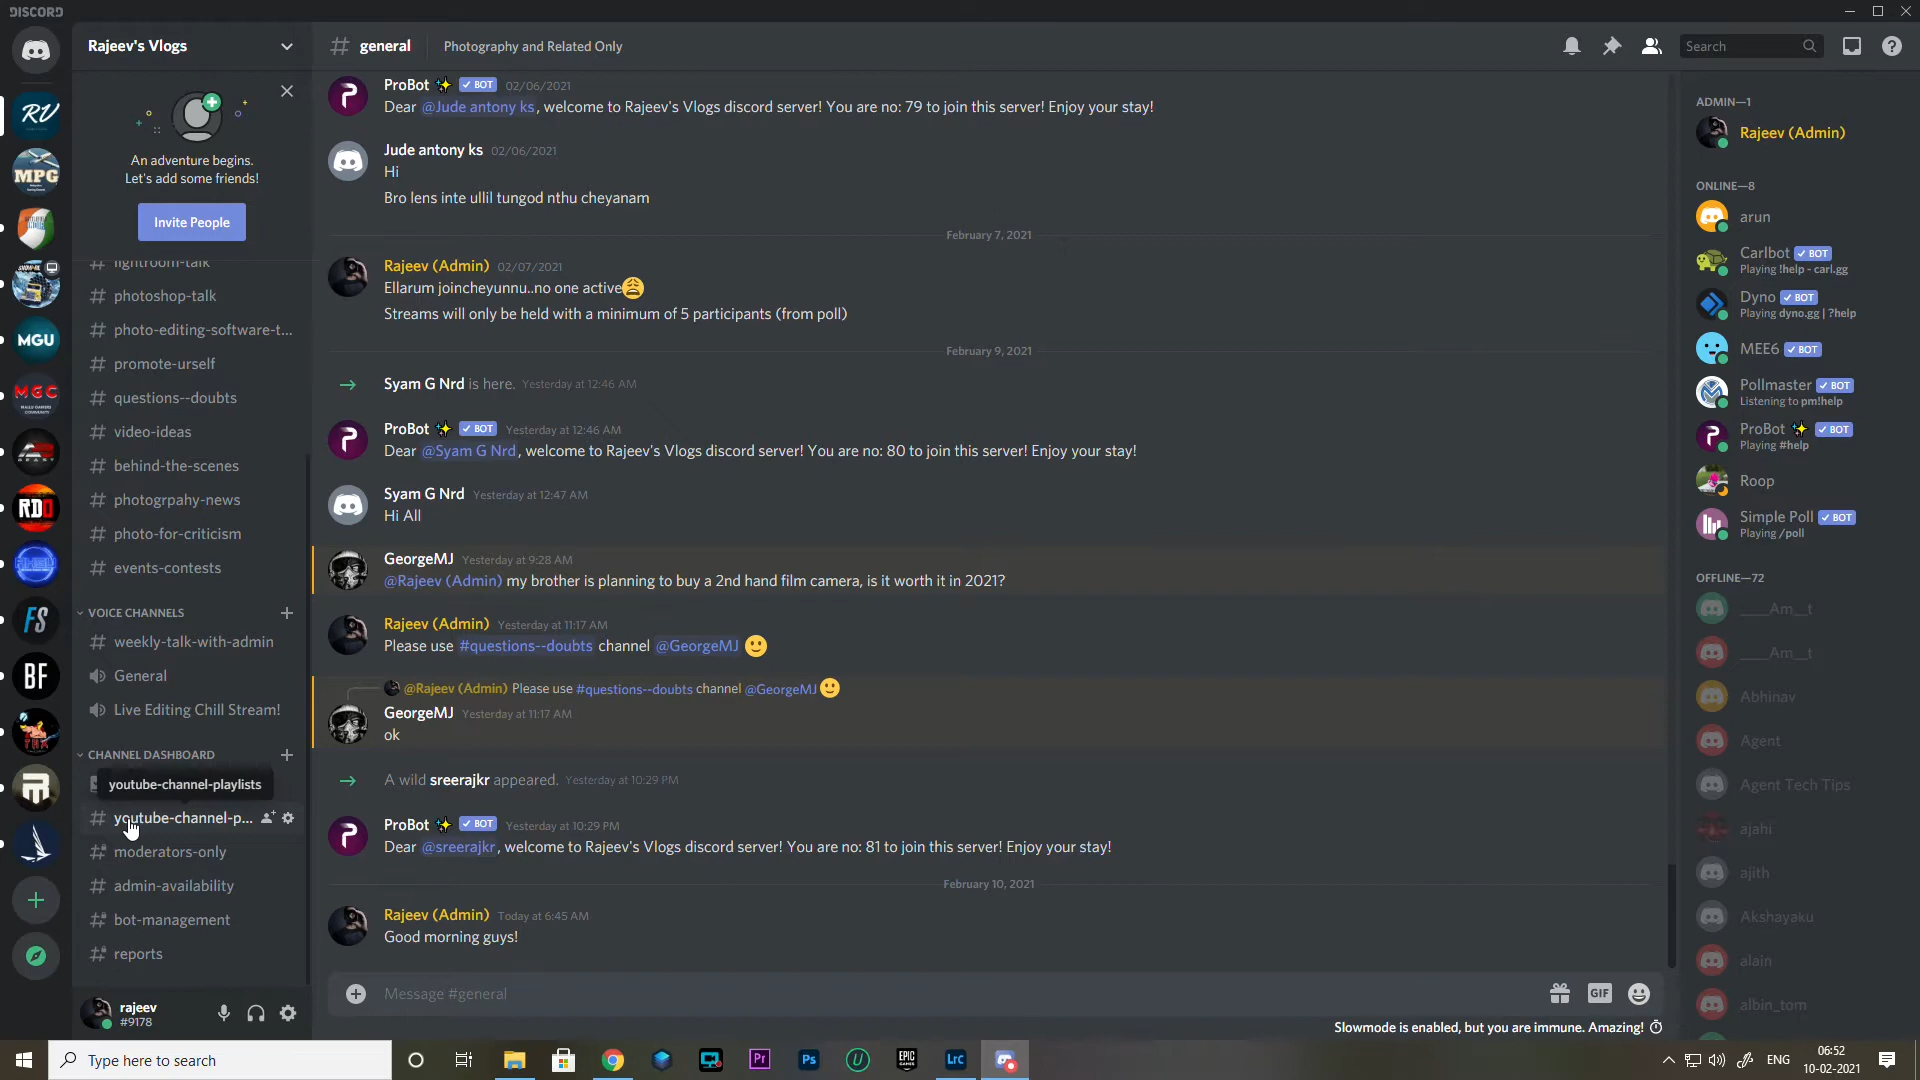 DISCORD
Rajeev's Vlogs
An adventure begins.
Let's add some friends!
Invite People
lightroom-talk
photoshop-talk
photo-editing-software-t...
promote-urself
questions--doubts
video-ideas
behind-the-scenes
photogrpahy-news
photo-for-criticism
events-contests
VOICE CHANNELS
weekly-talk-with-admin
General
Live Editing Chill Stream!
CHANNEL DASHBOARD
youtube-channel-playlists
youtube-channel-p...
moderators-only
admin-availability
bot-management
reports
rajeev
#9178
RV
MPG
MGU
MGC
RDO
FS
BF
general
Photography and Related Only
Search
ProBot ✨ ✓ BOT 02/06/2021
Dear @Jude antony ks, welcome to Rajeev's Vlogs discord server! You are no: 79 to join this server! Enjoy your stay!
Jude antony ks 02/06/2021
Hi
Bro lens inte ullil tungod nthu cheyanam
February 7, 2021
Rajeev (Admin) 02/07/2021
Ellarum joincheyunnu..no one active😩
Streams will only be held with a minimum of 5 participants (from poll)
February 9, 2021
Syam G Nrd is here. Yesterday at 12:46 AM
ProBot ✨ ✓ BOT Yesterday at 12:46 AM
Dear @Syam G Nrd, welcome to Rajeev's Vlogs discord server! You are no: 80 to join this server! Enjoy your stay!
Syam G Nrd Yesterday at 12:47 AM
Hi All
GeorgeMJ Yesterday at 9:28 AM
@Rajeev (Admin) my brother is planning to buy a 2nd hand film camera, is it worth it in 2021?
Rajeev (Admin) Yesterday at 11:17 AM
Please use #questions--doubts channel @GeorgeMJ 🙂
@Rajeev (Admin) Please use #questions--doubts channel @GeorgeMJ 🙂
GeorgeMJ Yesterday at 11:17 AM
ok
A wild sreerajkr appeared. Yesterday at 10:29 PM
ProBot ✨ ✓ BOT Yesterday at 10:29 PM
Dear @sreerajkr, welcome to Rajeev's Vlogs discord server! You are no: 81 to join this server! Enjoy your stay!
February 10, 2021
Rajeev (Admin) Today at 6:45 AM
Good morning guys!
Message #general
GIF
Slowmode is enabled, but you are immune. Amazing!
ADMIN—1
Rajeev (Admin)
ONLINE—8
arun
Carlbot ✓ BOT
Playing !help - carl.gg
Dyno ✓ BOT
Playing dyno.gg | ?help
MEE6 ✓ BOT
Pollmaster ✓ BOT
Listening to pm!help
ProBot ✨ ✓ BOT
Playing #help
Roop
Simple Poll ✓ BOT
Playing /poll
OFFLINE—72
____Am__t
____Am__t
Abhinav
Agent
Agent Tech Tips
ajahi
ajith
Akshayaku
alain
albin_tom
Type here to search
Pr
Ps
EPIC GAMES
LrC
ENG
06:52
10-02-2021